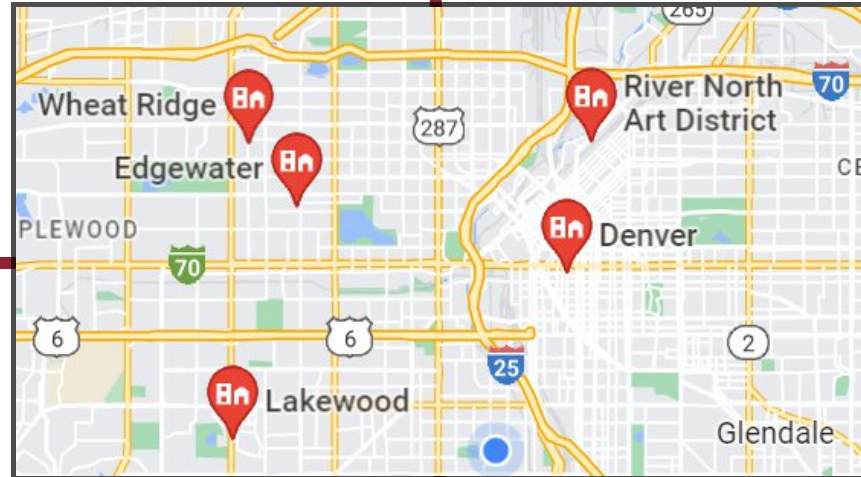 265
70
Wheat Ridge
287
River North
Art District
Edgewater
CE
PLEWOOD
Denver
70
6
6
2
25
Lakewood
Glendale